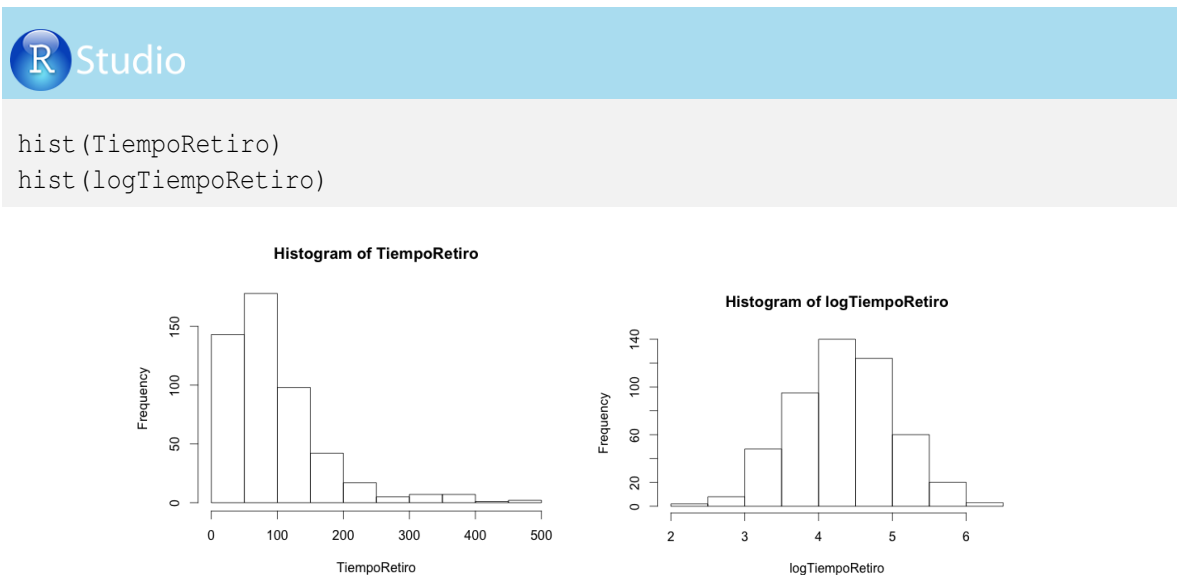 R Studio
hist(TiempoRetiro)
hist(logTiempoRetiro)
Histogram of TiempoRetiro
Frequency
0 50 100 150
0 100 200 300 400 500
TiempoRetiro
Histogram of logTiempoRetiro
Frequency
0 20 60 100 140
2 3 4 5 6
logTiempoRetiro